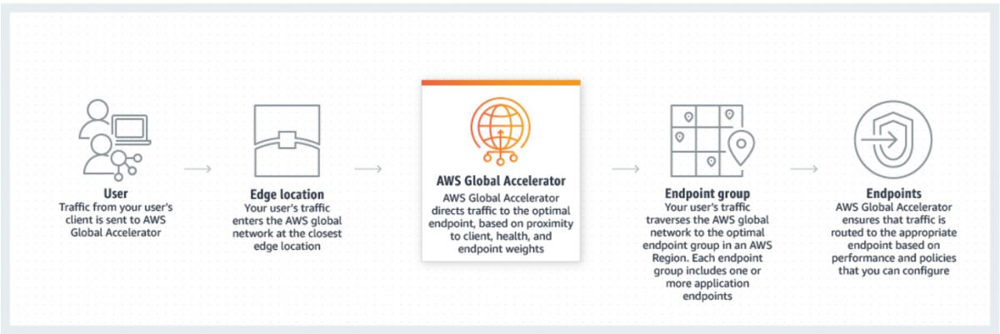 User
Traffic from your user's
client is sent to AWS
Global Accelerator
Edge location
Your user's traffic
enters the AWS global
network at the closest
edge location
AWS Global Accelerator
AWS Global Accelerator
directs traffic to the optimal
endpoint, based on proximity
to client, health, and
endpoint weights
Endpoint group
Your user's traffic
traverses the AWS global
network to the optimal
endpoint group in an AWS
Region. Each endpoint
group includes one or
more application
endpoints
Endpoints
AWS Global Accelerator
ensures that traffic is
routed to the appropriate
endpoint based on
performance and policies
that you can configure